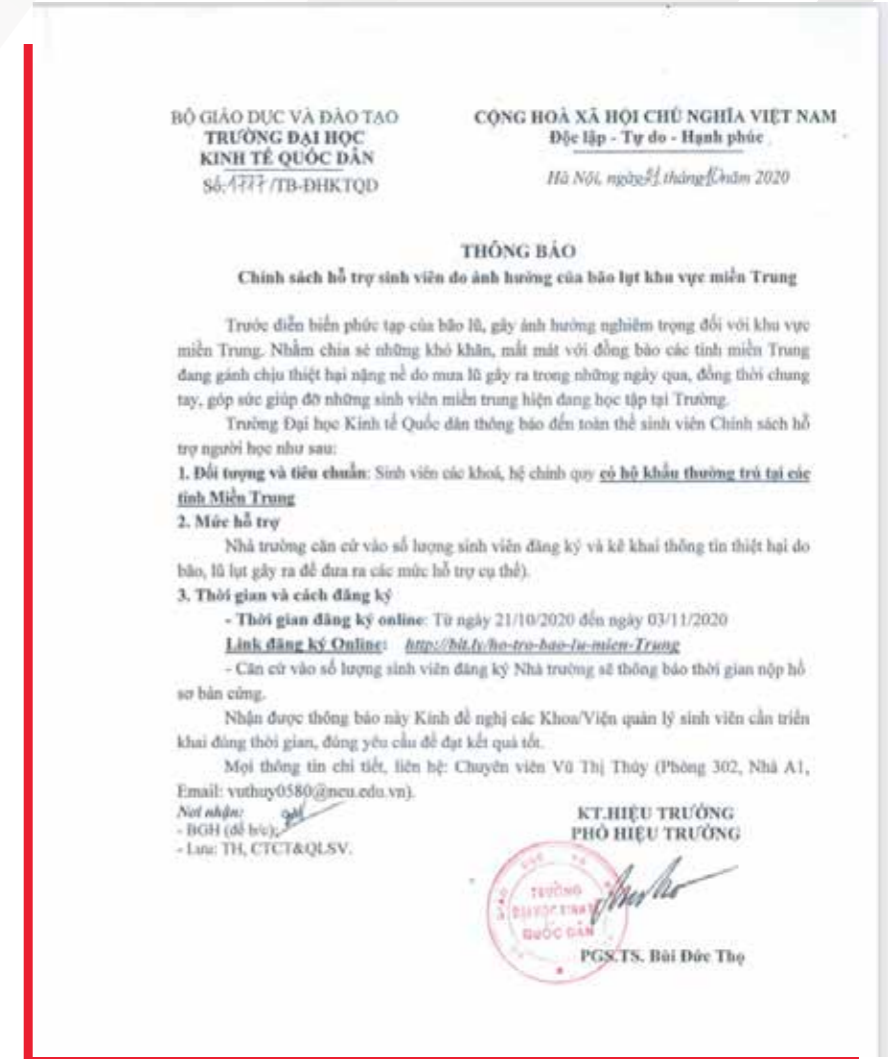 BỘ GIÁO DỤC VÀ ĐÀO TẠO
TRƯỜNG ĐẠI HỌC
KINH TẾ QUỐC DÂN
Số: 1777/TB-ĐHKTQD
CỘNG HOÀ XÃ HỘI CHỦ NGHĨA VIỆT NAM
Độc lập - Tự do - Hạnh phúc
Hà Nội, ngày 21 tháng 10 năm 2020
THÔNG BÁO
Chính sách hỗ trợ sinh viên do ảnh hưởng của bão lụt khu vực miền Trung
Trước diễn biến phức tạp của bão lũ, gây ảnh hưởng nghiêm trọng đối với khu vực
miền Trung. Nhằm chia sẻ những khó khăn, mất mát với đồng bào các tỉnh miền Trung
đang gánh chịu thiệt hại nặng nề do mưa lũ gây ra trong những ngày qua, đồng thời chung
tay, góp sức giúp đỡ những sinh viên miền trung hiện đang học tập tại Trường.
Trường Đại học Kinh tế Quốc dân thông báo đến toàn thể sinh viên Chính sách hỗ
trợ người học như sau:
1. Đối tượng và tiêu chuẩn: Sinh viên các khoá, hệ chính quy có hộ khẩu thường trú tại các
tỉnh Miền Trung
2. Mức hỗ trợ
Nhà trường căn cứ vào số lượng sinh viên đăng ký và kê khai thông tin thiệt hại do
bão, lũ lụt gây ra để đưa ra các mức hỗ trợ cụ thể).
3. Thời gian và cách đăng ký
- Thời gian đăng ký online: Từ ngày 21/10/2020 đến ngày 03/11/2020
Link đăng ký Online: http://bit.ly/ho-tro-bao-lu-mien-Trung
- Căn cứ vào số lượng sinh viên đăng ký Nhà trường sẽ thông báo thời gian nộp hồ
sơ bản cứng.
Nhận được thông báo này Kính đề nghị các Khoa/Viện quản lý sinh viên cần triển
khai đúng thời gian, đúng yêu cầu để đạt kết quả tốt.
Mọi thông tin chi tiết, liên hệ: Chuyên viên Vũ Thị Thúy (Phòng 302, Nhà A1,
Email: vuthuy0580@neu.edu.vn).
Nơi nhận:
- BGH (để b/c);
- Lưu: TH, CTCT&QLSV.
KT.HIỆU TRƯỞNG
PHÓ HIỆU TRƯỞNG
TRƯỜNG
ĐẠI HỌC KINH TẾ
QUỐC DÂN
PGS.TS. Bùi Đức Thọ